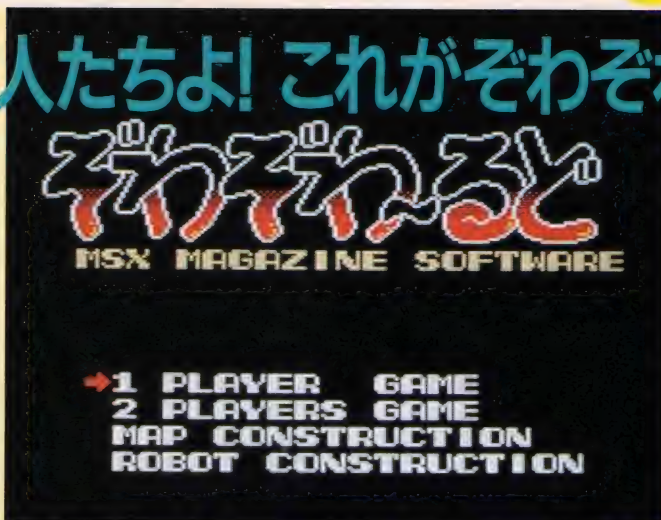 人たちよ! これがぞわぞわ
ぞわぞわ〜るど
MSX MAGAZINE SOFTWARE
➡1 PLAYER GAME
2 PLAYERS GAME
MAP CONSTRUCTION
ROBOT CONSTRUCTION